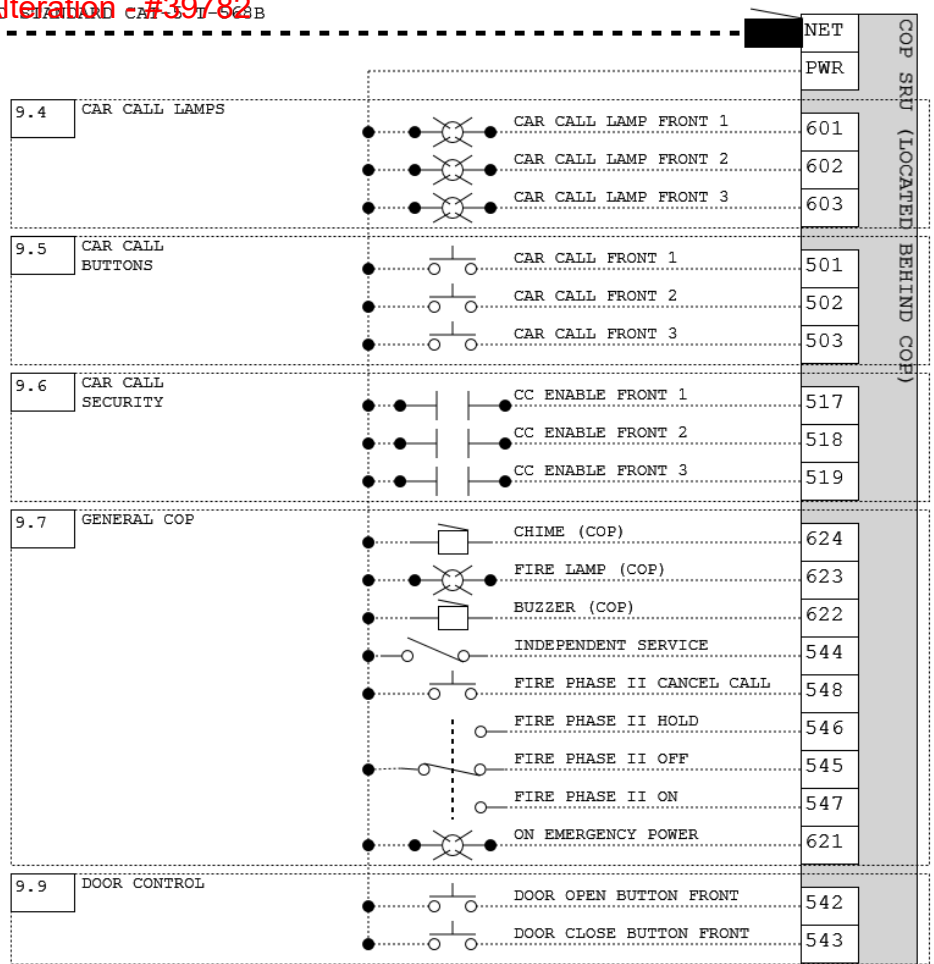 lteration - #39782
STANDARD CAT-5 T-568B
NET
PWR
COP SRU (LOCATED BEHIND COP)
9.4 CAR CALL LAMPS
CAR CALL LAMP FRONT 1 601
CAR CALL LAMP FRONT 2 602
CAR CALL LAMP FRONT 3 603
9.5 CAR CALL
BUTTONS
CAR CALL FRONT 1 501
CAR CALL FRONT 2 502
CAR CALL FRONT 3 503
9.6 CAR CALL
SECURITY
CC ENABLE FRONT 1 517
CC ENABLE FRONT 2 518
CC ENABLE FRONT 3 519
9.7 GENERAL COP
CHIME (COP) 624
FIRE LAMP (COP) 623
BUZZER (COP) 622
INDEPENDENT SERVICE 544
FIRE PHASE II CANCEL CALL 548
FIRE PHASE II HOLD 546
FIRE PHASE II OFF 545
FIRE PHASE II ON 547
ON EMERGENCY POWER 621
9.9 DOOR CONTROL
DOOR OPEN BUTTON FRONT 542
DOOR CLOSE BUTTON FRONT 543